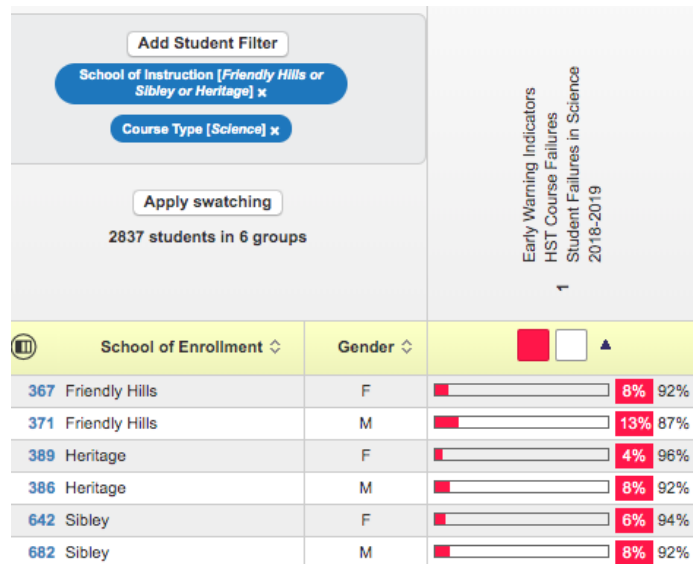 Add Student Filter
School of Instruction [Friendly Hills or
Sibley or Heritage] x
Course Type [Science] x
Apply swatching
2837 students in 6 groups
Early Warning Indicators
HST Course Failures
Student Failures in Science
2018-2019
1
School of Enrollment Gender
367 Friendly Hills F 8% 92%
371 Friendly Hills M 13% 87%
389 Heritage F 4% 96%
386 Heritage M 8% 92%
642 Sibley F 6% 94%
682 Sibley M 8% 92%